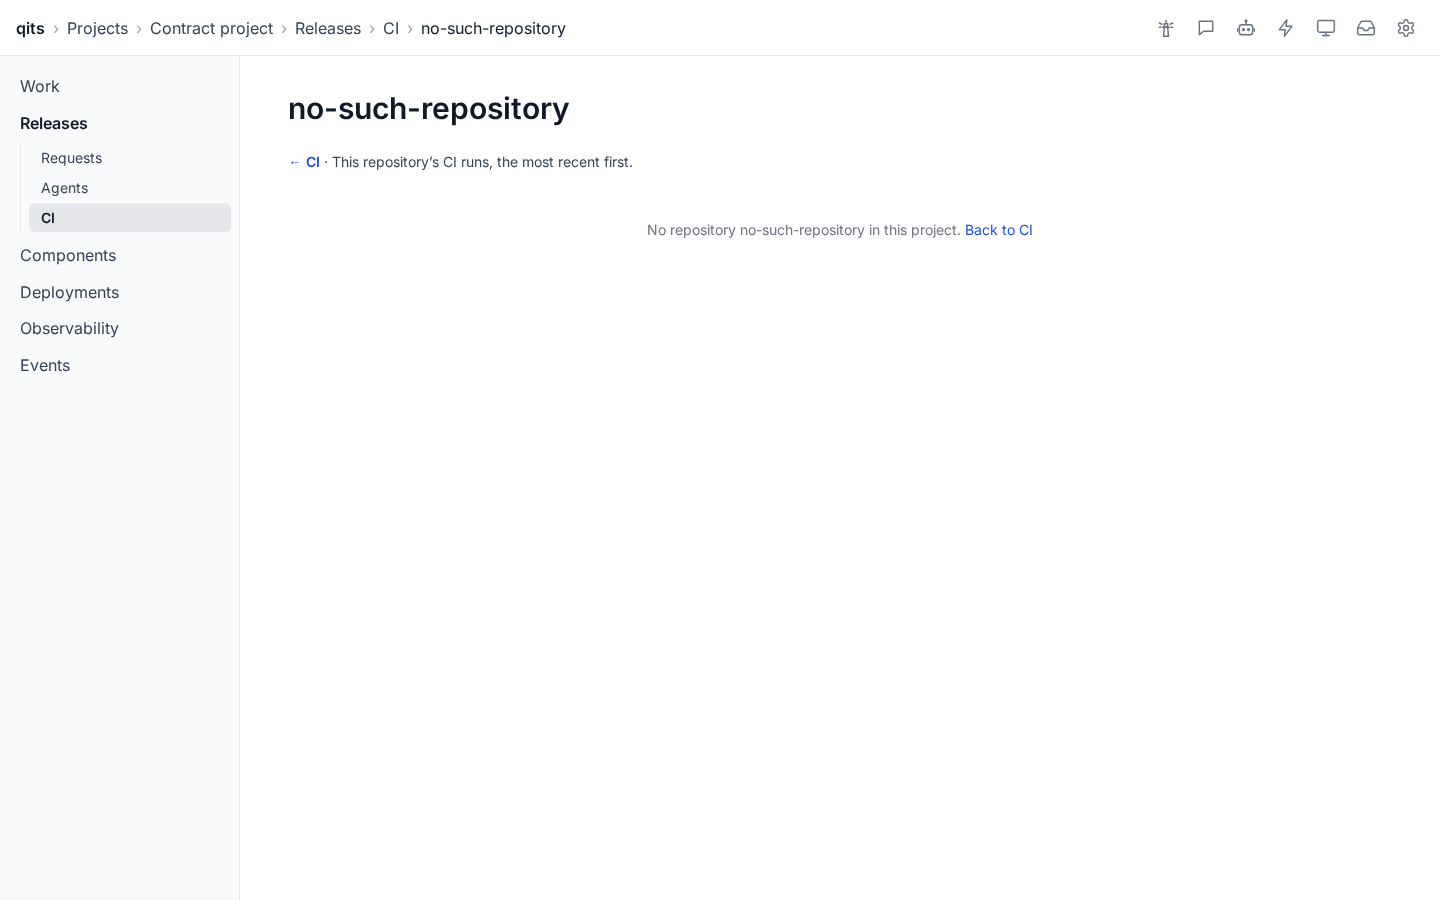 qits › Projects › Contract project › Releases › CI › no-such-repository
Work
Releases
Requests
Agents
CI
Components
Deployments
Observability
Events
no-such-repository
← CI · This repository’s CI runs, the most recent first.
No repository no-such-repository in this project. Back to CI